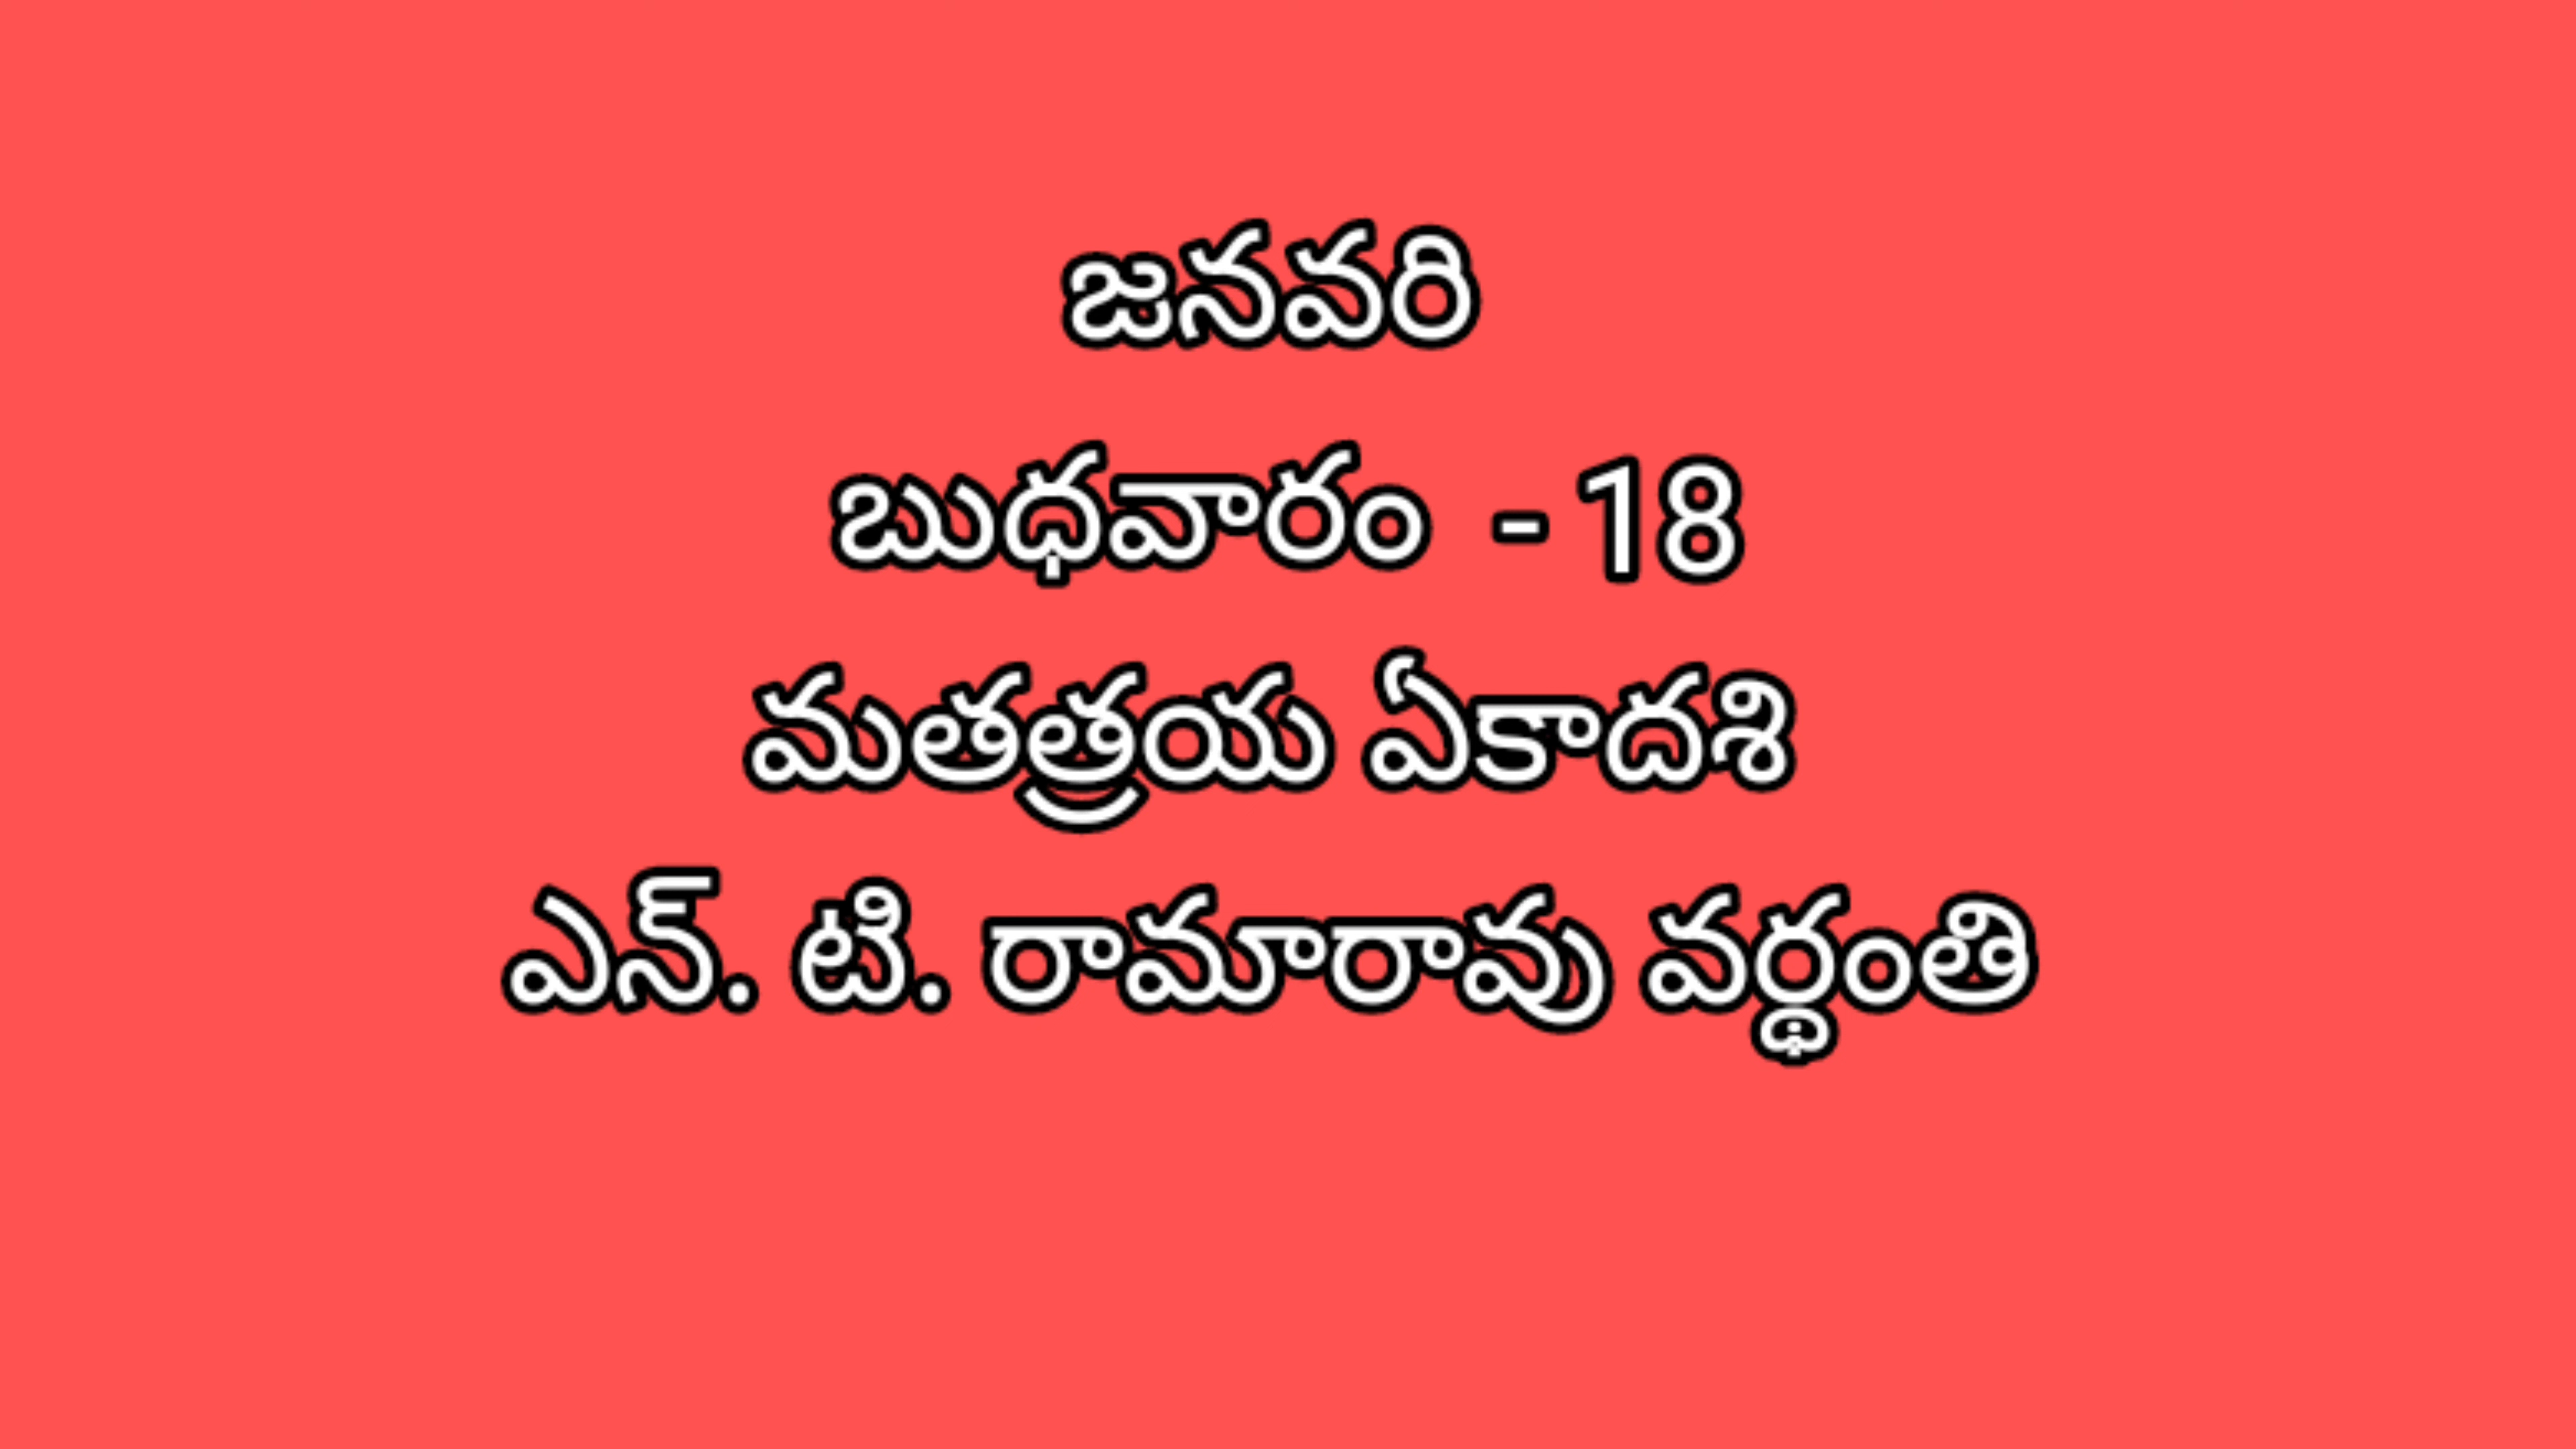 జనవరి
బుధవారం - 18
మతత్రయ ఏకాదశి
ఎన్. టి. రామారావు వర్ధంతి